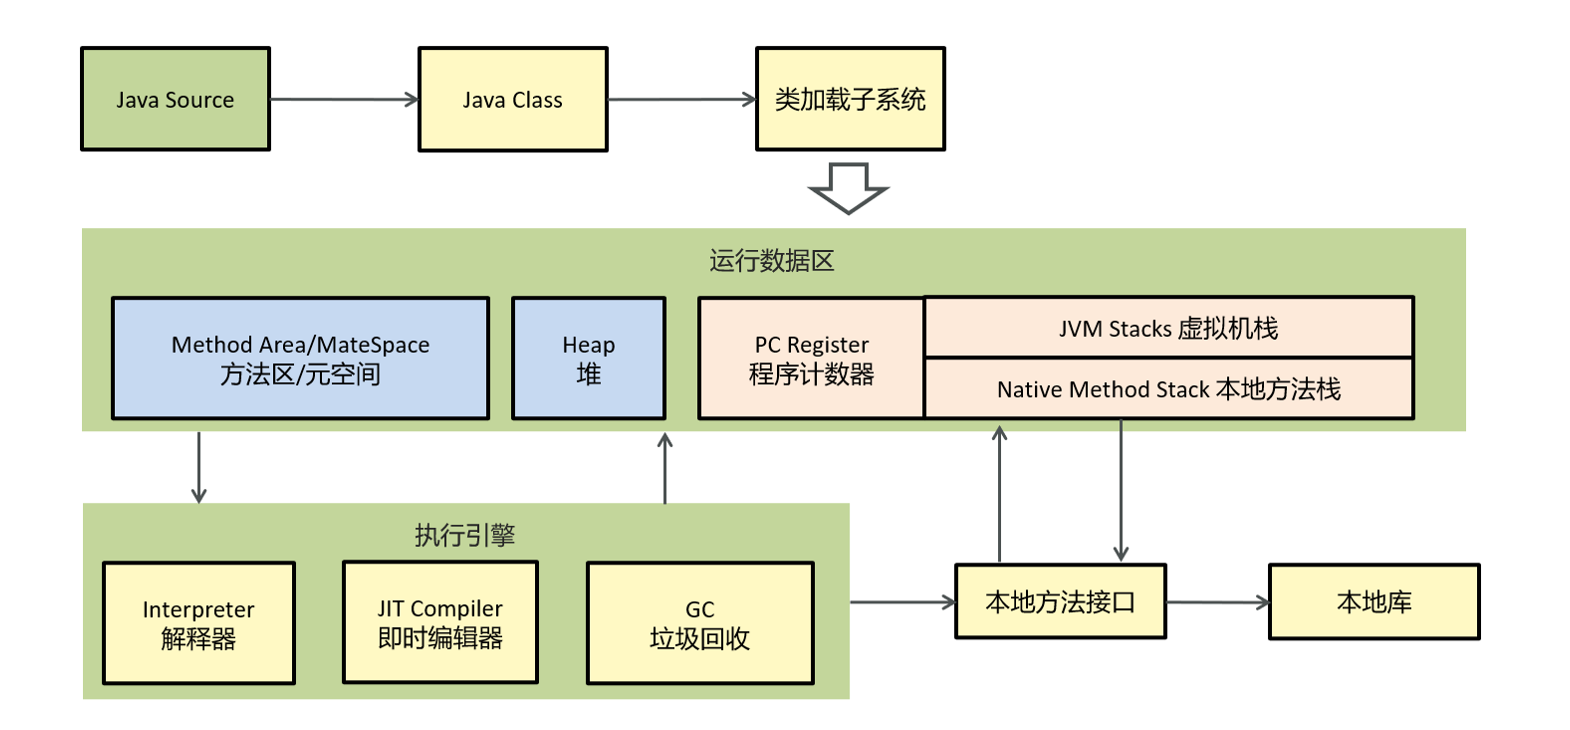 Java Source
Java Class
类加载子系统
运行数据区
Method Area/MateSpace
方法区/元空间
Heap
堆
PC Register
程序计数器
JVM Stacks 虚拟机栈
Native Method Stack 本地方法栈
执行引擎
Interpreter
解释器
JIT Compiler
即时编辑器
GC
垃圾回收
本地方法接口
本地库